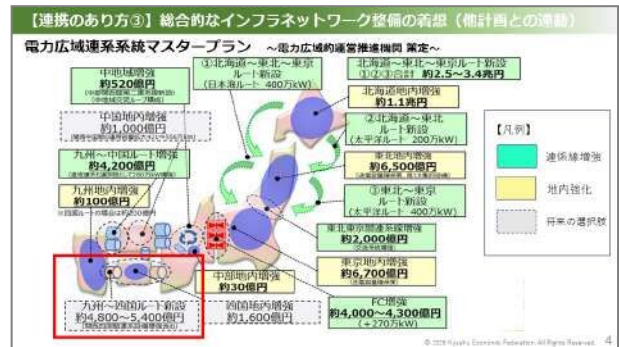 【連携のあり方③】総合的なインフラネットワーク整備の着想（他計画との連動）
電力広域連系系統マスタープラン ～電力広域的運営推進機関 策定～
①北海道～東北～東京
ルート新設
(日本海ルート 400万kW)
北海道～東北～東京ルート新設
①②③合計 約2.5～3.4兆円
中地域増強
約520億円
北海道地内増強
約1.1兆円
中国地内増強
約1,000億円
②北海道～東北
ルート新設
(太平洋ルート 200万kW)
九州～中国ルート増強
約4,200億円
東北地内増強
約6,500億円
九州地内増強
約100億円
③東北～東京
ルート新設
(太平洋ルート 400万kW)
東北東京間連系線増強
約2,000億円
東京地内増強
約6,700億円
中部地内増強
約30億円
九州～四国ルート新設
約4,800～5,400億円
四国地内増強
約1,600億円
FC増強
約4,000～4,300億円
(+270万kW)
【凡例】
連係線増強
地内強化
将来の選択肢
4